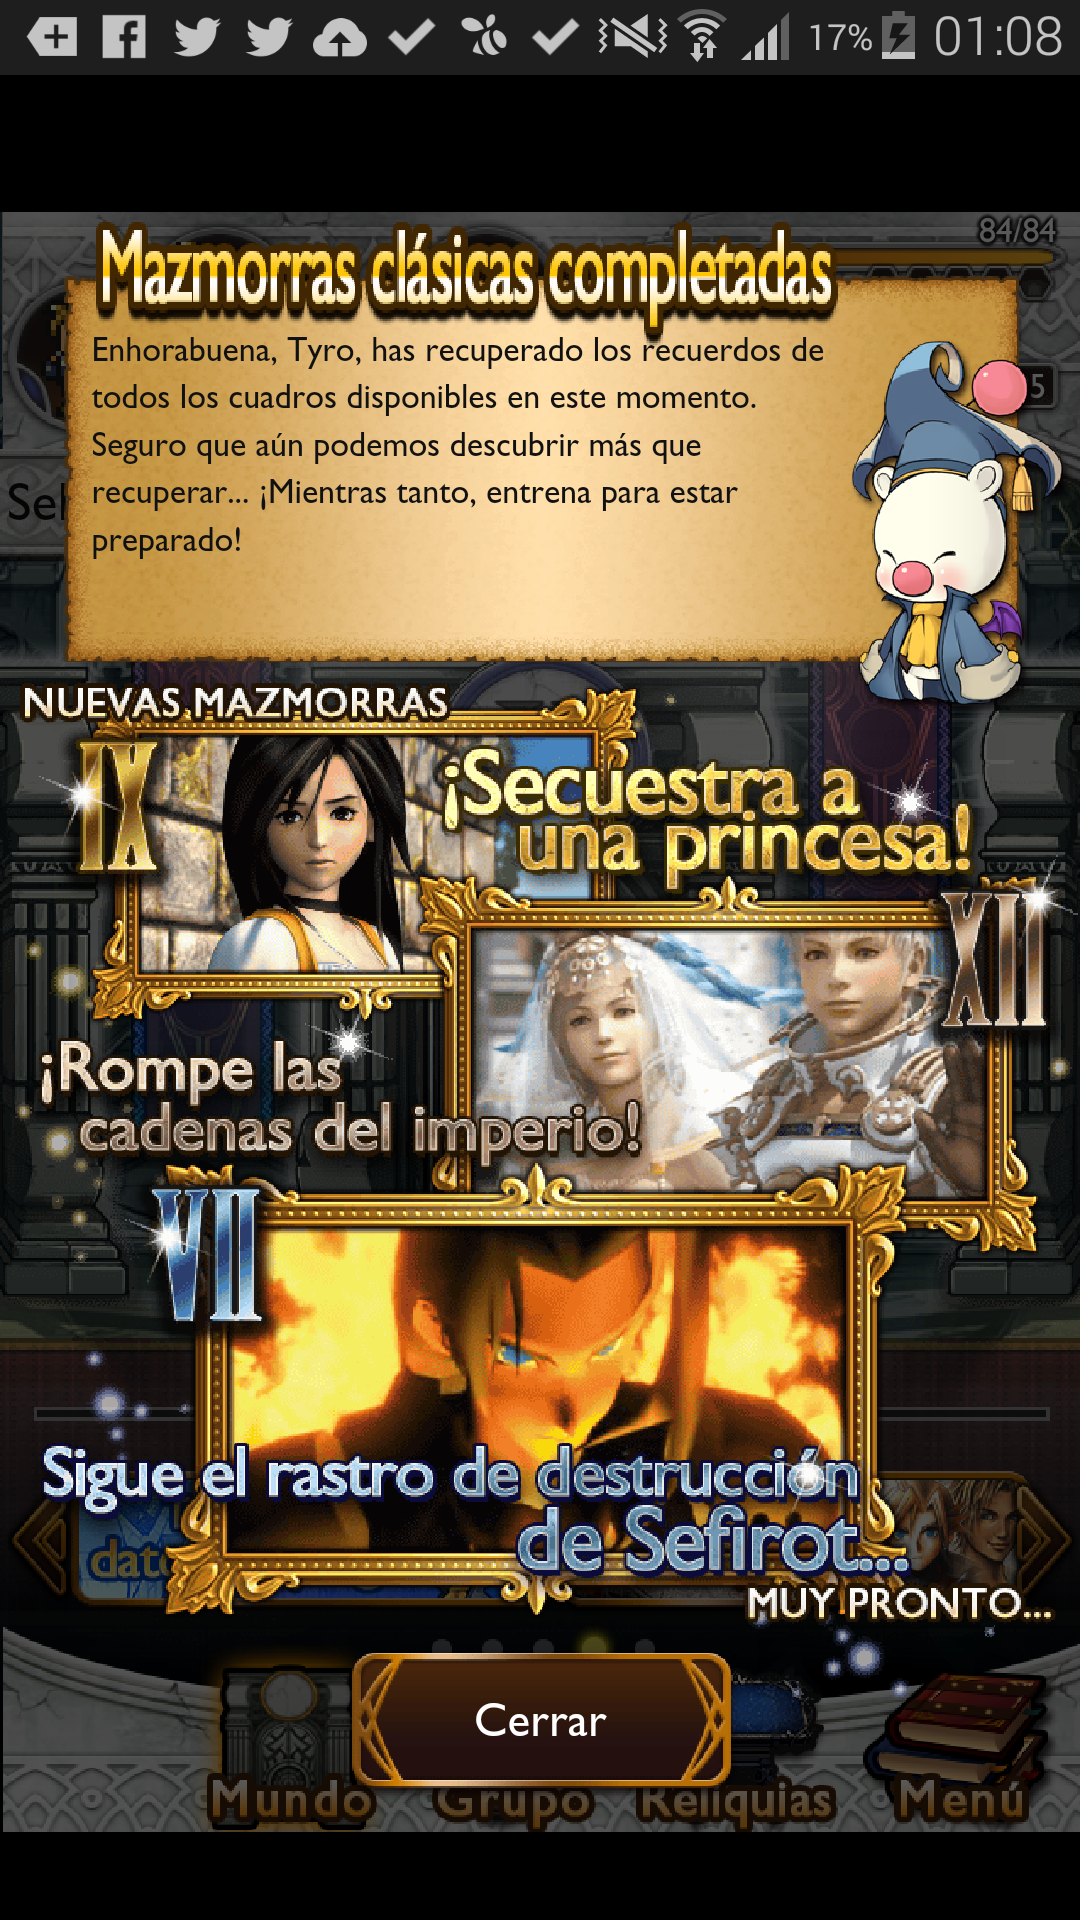 17% 01:08
84/84
Mazmorras clásicas completadas
Enhorabuena, Tyro, has recuperado los recuerdos de
todos los cuadros disponibles en este momento.
Seguro que aún podemos descubrir más que
recuperar... ¡Mientras tanto, entrena para estar
preparado!
5
Sel
NUEVAS MAZMORRAS
IX
¡Secuestra a
una princesa!
XII
¡Rompe las
cadenas del imperio!
VII
Sigue el rastro de destrucción
de Sefirot...
dato
MUY PRONTO...
Cerrar
Mundo Grupo Reliquias Menú